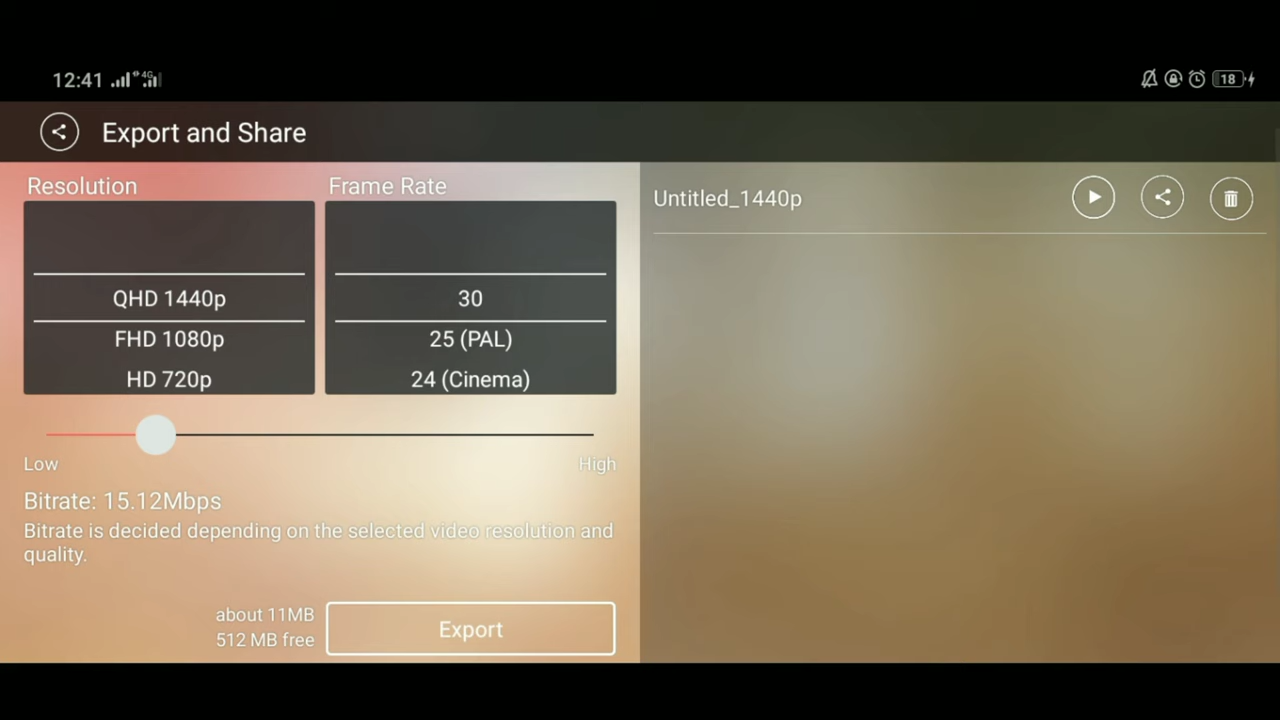 12:41
4G
18
Export and Share
Resolution
Frame Rate
QHD 1440p
FHD 1080p
HD 720p
30
25 (PAL)
24 (Cinema)
Low
High
Bitrate: 15.12Mbps
Bitrate is decided depending on the selected video resolution and
quality.
about 11MB
512 MB free
Export
Untitled_1440p